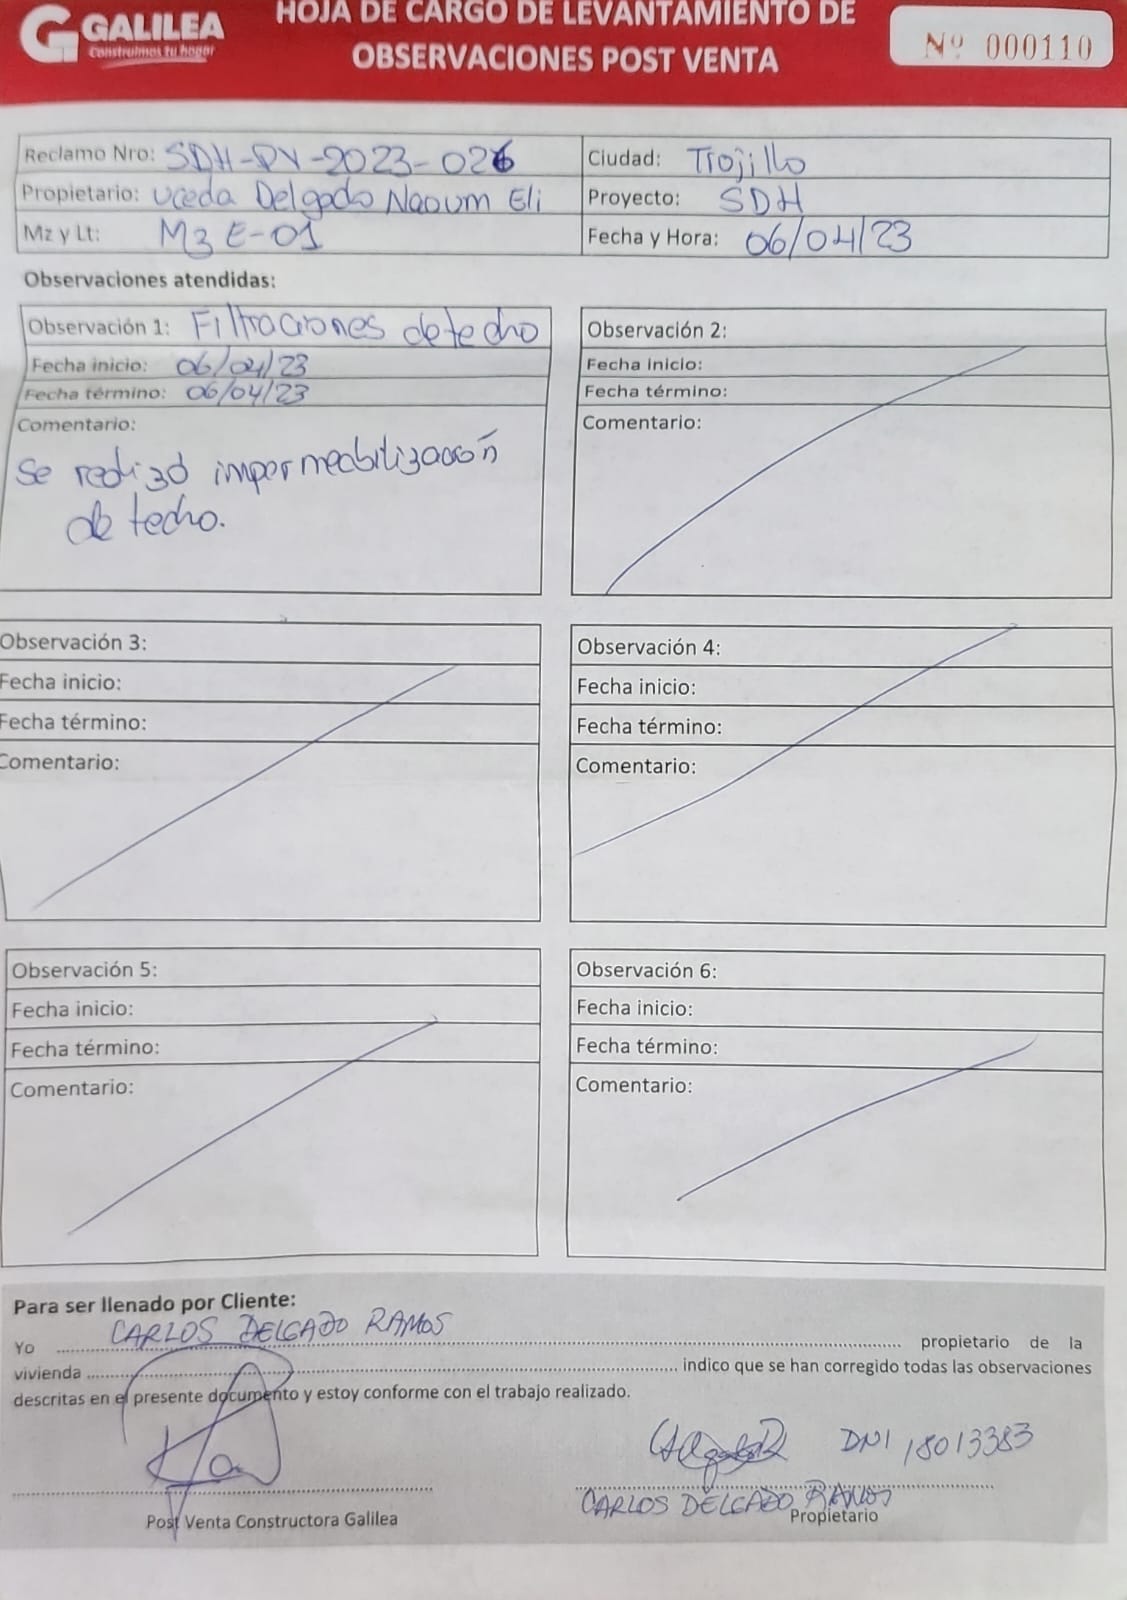 GALILEA
Construimos tu hogar
HOJA DE CARGO DE LEVANTAMIENTO DE
OBSERVACIONES POST VENTA
Nº 000110
Reclamo Nro: SDH-PV-2023-026
Ciudad: Trojillo
Propietario: Uceda Delgado Naoum Eli
Proyecto: SDH
Mz y Lt: Mz E-01
Fecha y Hora: 06/04/23
Observaciones atendidas:
Observación 1: Filtraciones de techo
Fecha inicio: 06/04/23
Fecha término: 06/04/23
Comentario:
Se realizó impermeabilización
de techo.
Observación 2:
Fecha inicio:
Fecha término:
Comentario:
Observación 3:
Fecha inicio:
Fecha término:
Comentario:
Observación 4:
Fecha inicio:
Fecha término:
Comentario:
Observación 5:
Fecha inicio:
Fecha término:
Comentario:
Observación 6:
Fecha inicio:
Fecha término:
Comentario:
Para ser llenado por Cliente:
Yo CARLOS DELGADO RAMOS propietario de la
vivienda indico que se han corregido todas las observaciones
descritas en el presente documento y estoy conforme con el trabajo realizado.
DNI 18013383
CARLOS DELGADO RAMOS
Post Venta Constructora Galilea
Propietario